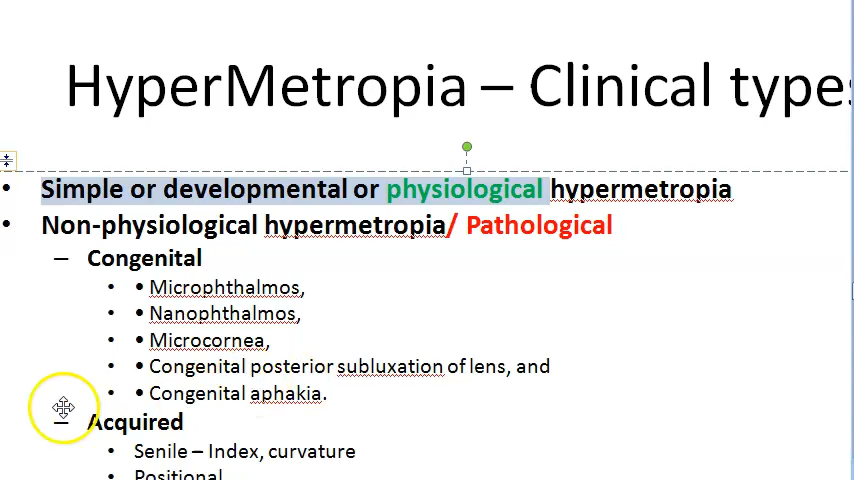 HyperMetropia – Clinical types
• Simple or developmental or physiological hypermetropia
• Non-physiological hypermetropia/ Pathological
– Congenital
• • Microphthalmos,
• • Nanophthalmos,
• • Microcornea,
• • Congenital posterior subluxation of lens, and
• • Congenital aphakia.
– Acquired
• Senile – Index, curvature
• Positional